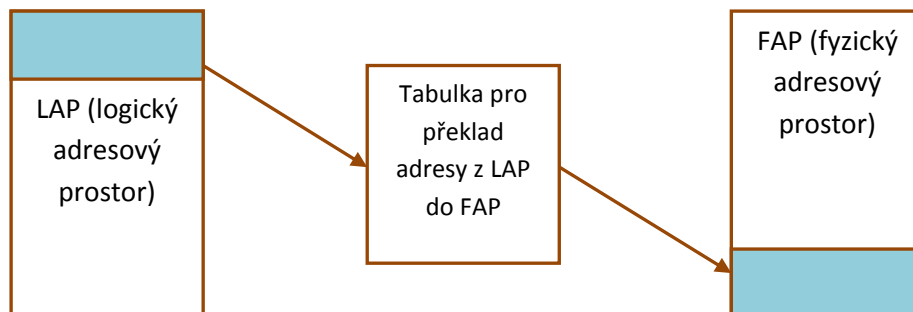 LAP (logický
adresový
prostor)
Tabulka pro
překlad
adresy z LAP
do FAP
FAP (fyzický
adresový
prostor)